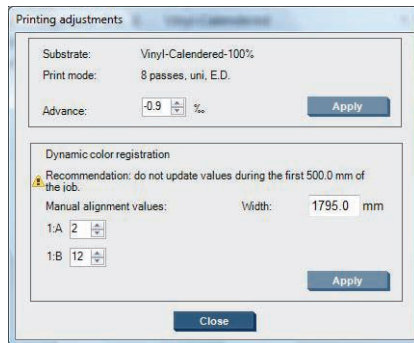 Printing adjustments
Substrate: Vinyl-Calendered-100%
Print mode: 8 passes, uni, E.D.
Advance: -0.9 ‰ Apply
Dynamic color registration
Recommendation: do not update values during the first 500.0 mm of
the job.
Manual alignment values: Width: 1795.0 mm
1:A 2
1:B 12
Apply
Close